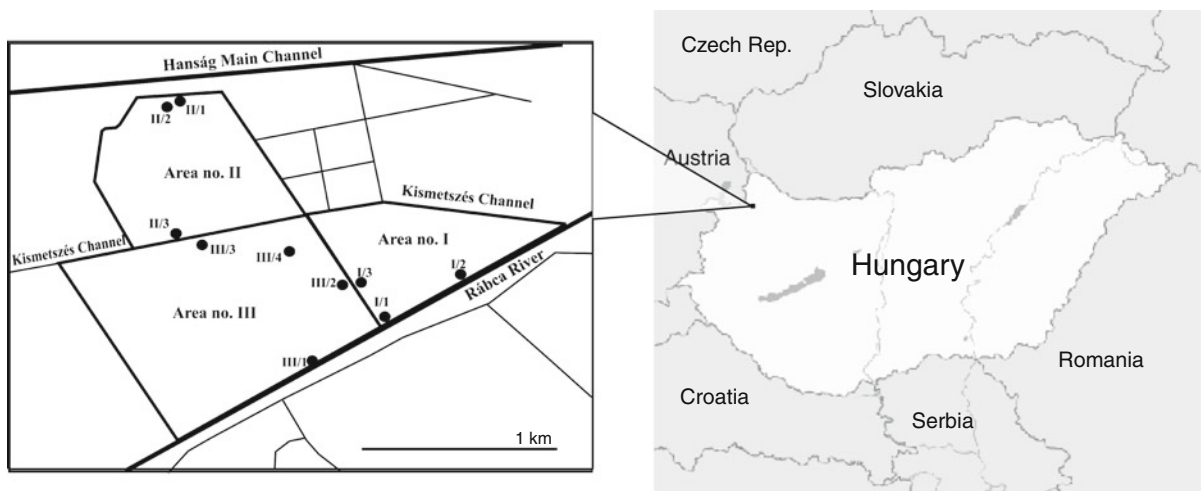 Hanság Main Channel
II/2
II/1
Area no. II
Kismetszés Channel
II/3
Kismetszés Channel
III/3
III/4
Area no. I
III/2
I/3
I/2
Rábca River
Area no. III
I/1
III/1
1 km
Czech Rep.
Slovakia
Austria
Hungary
Romania
Croatia
Serbia